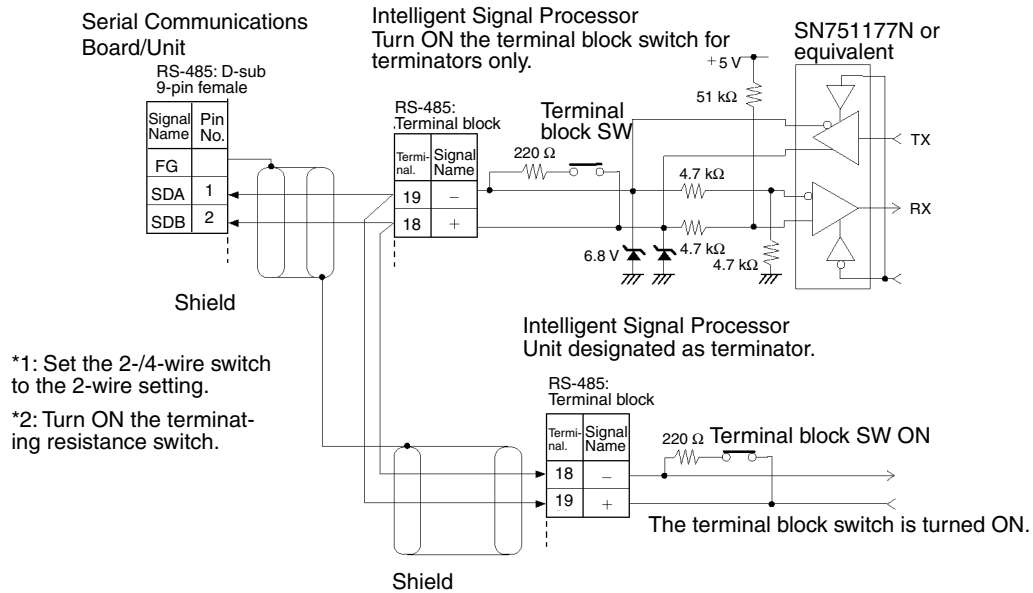 Serial Communications
Board/Unit
RS-485: D-sub
9-pin female
Signal Name
Pin No.
FG
SDA 1
SDB 2
Shield
*1: Set the 2-/4-wire switch
to the 2-wire setting.
*2: Turn ON the terminat-
ing resistance switch.
Intelligent Signal Processor
Turn ON the terminal block switch for
terminators only.
RS-485:
Terminal block
Termi-
nal.
Signal
Name
19 −
18 +
Terminal
block SW
220 Ω
+5 V
51 kΩ
4.7 kΩ
4.7 kΩ
4.7 kΩ
6.8 V
SN751177N or
equivalent
TX
RX
Intelligent Signal Processor
Unit designated as terminator.
RS-485:
Terminal block
Termi-
nal.
Signal
Name
18 −
19 +
220 Ω
Terminal block SW ON
The terminal block switch is turned ON.
Shield